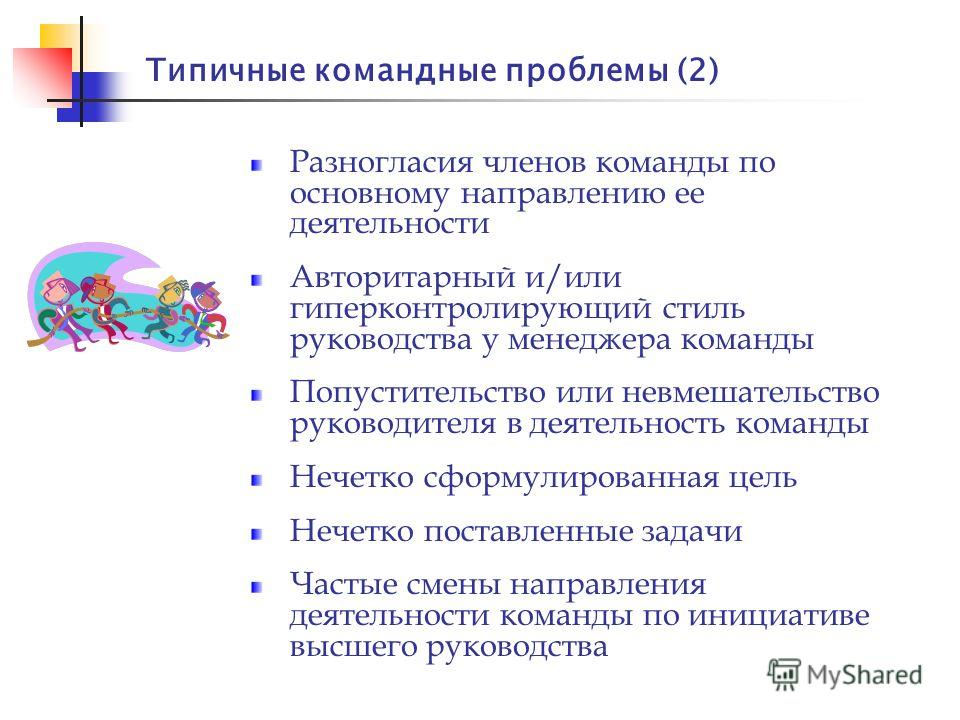 Типичные командные проблемы (2)
Разногласия членов команды по
основному направлению ее
деятельности
Авторитарный и/или
гиперконтролирующий стиль
руководства у менеджера команды
Попустительство или невмешательство
руководителя в деятельность команды
Нечетко сформулированная цель
Нечетко поставленные задачи
Частые смены направления
деятельности команды по инициативе
высшего руководства
MyShared